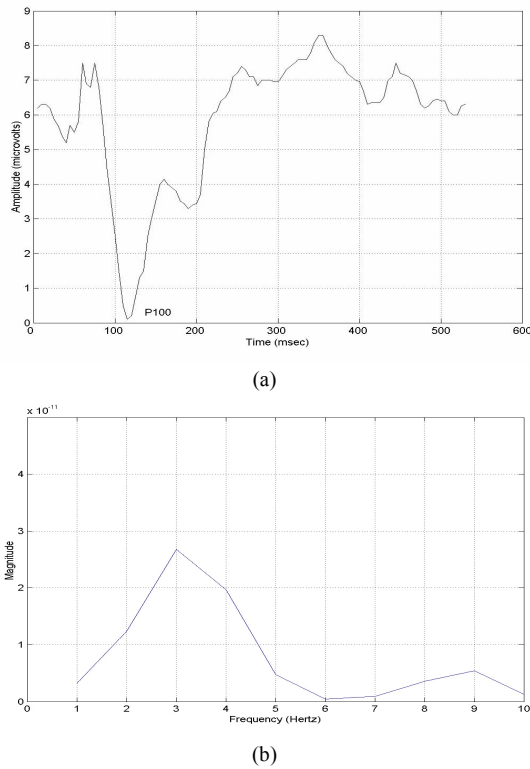 9
8
7
6
5
4
3
2
1
0
Amplitude (microvolts)
P100
0 100 200 300 400 500 600
Time (msec)
(a)
x 10^-11
4
3
2
1
0
Magnitude
0 1 2 3 4 5 6 7 8 9 10
Frequency (Hertz)
(b)